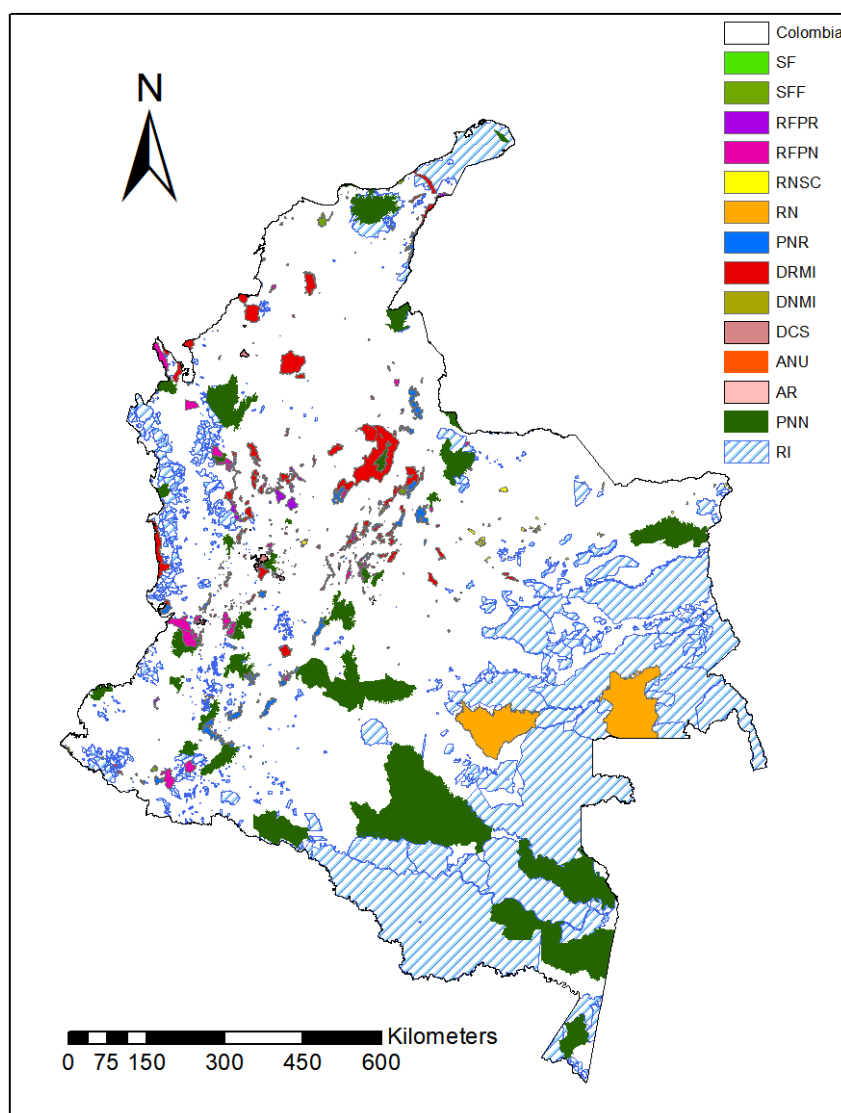 Colombia
SF
SFF
RFPR
RFPN
RNSC
RN
PNR
DRMI
DNMI
DCS
ANU
AR
PNN
RI
N
Kilometers
0 75 150 300 450 600